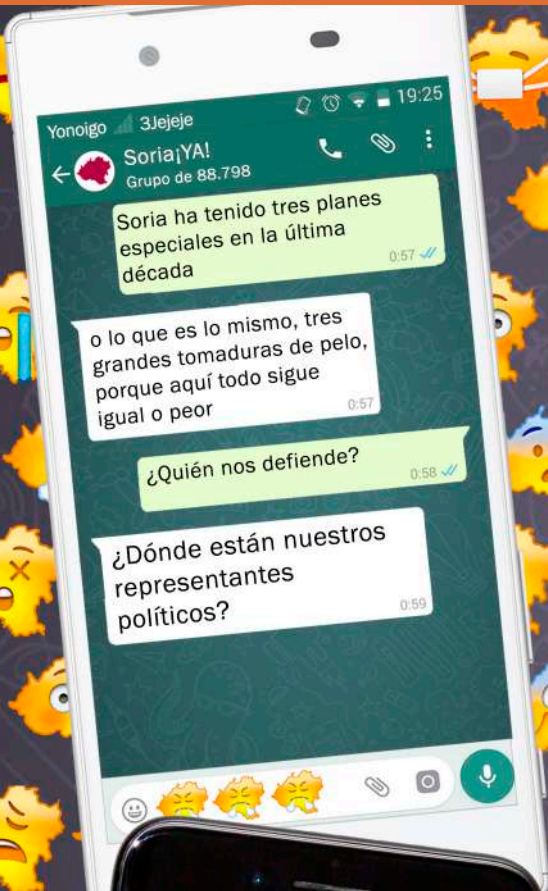 Yonoigo 3Jejeje 19:25
Soria¡YA!
Grupo de 88.798
Soria ha tenido tres planes
especiales en la última
década
0:57
o lo que es lo mismo, tres
grandes tomaduras de pelo,
porque aquí todo sigue
igual o peor
0:57
¿Quién nos defiende?
0:58
¿Dónde están nuestros
representantes
políticos?
0:59